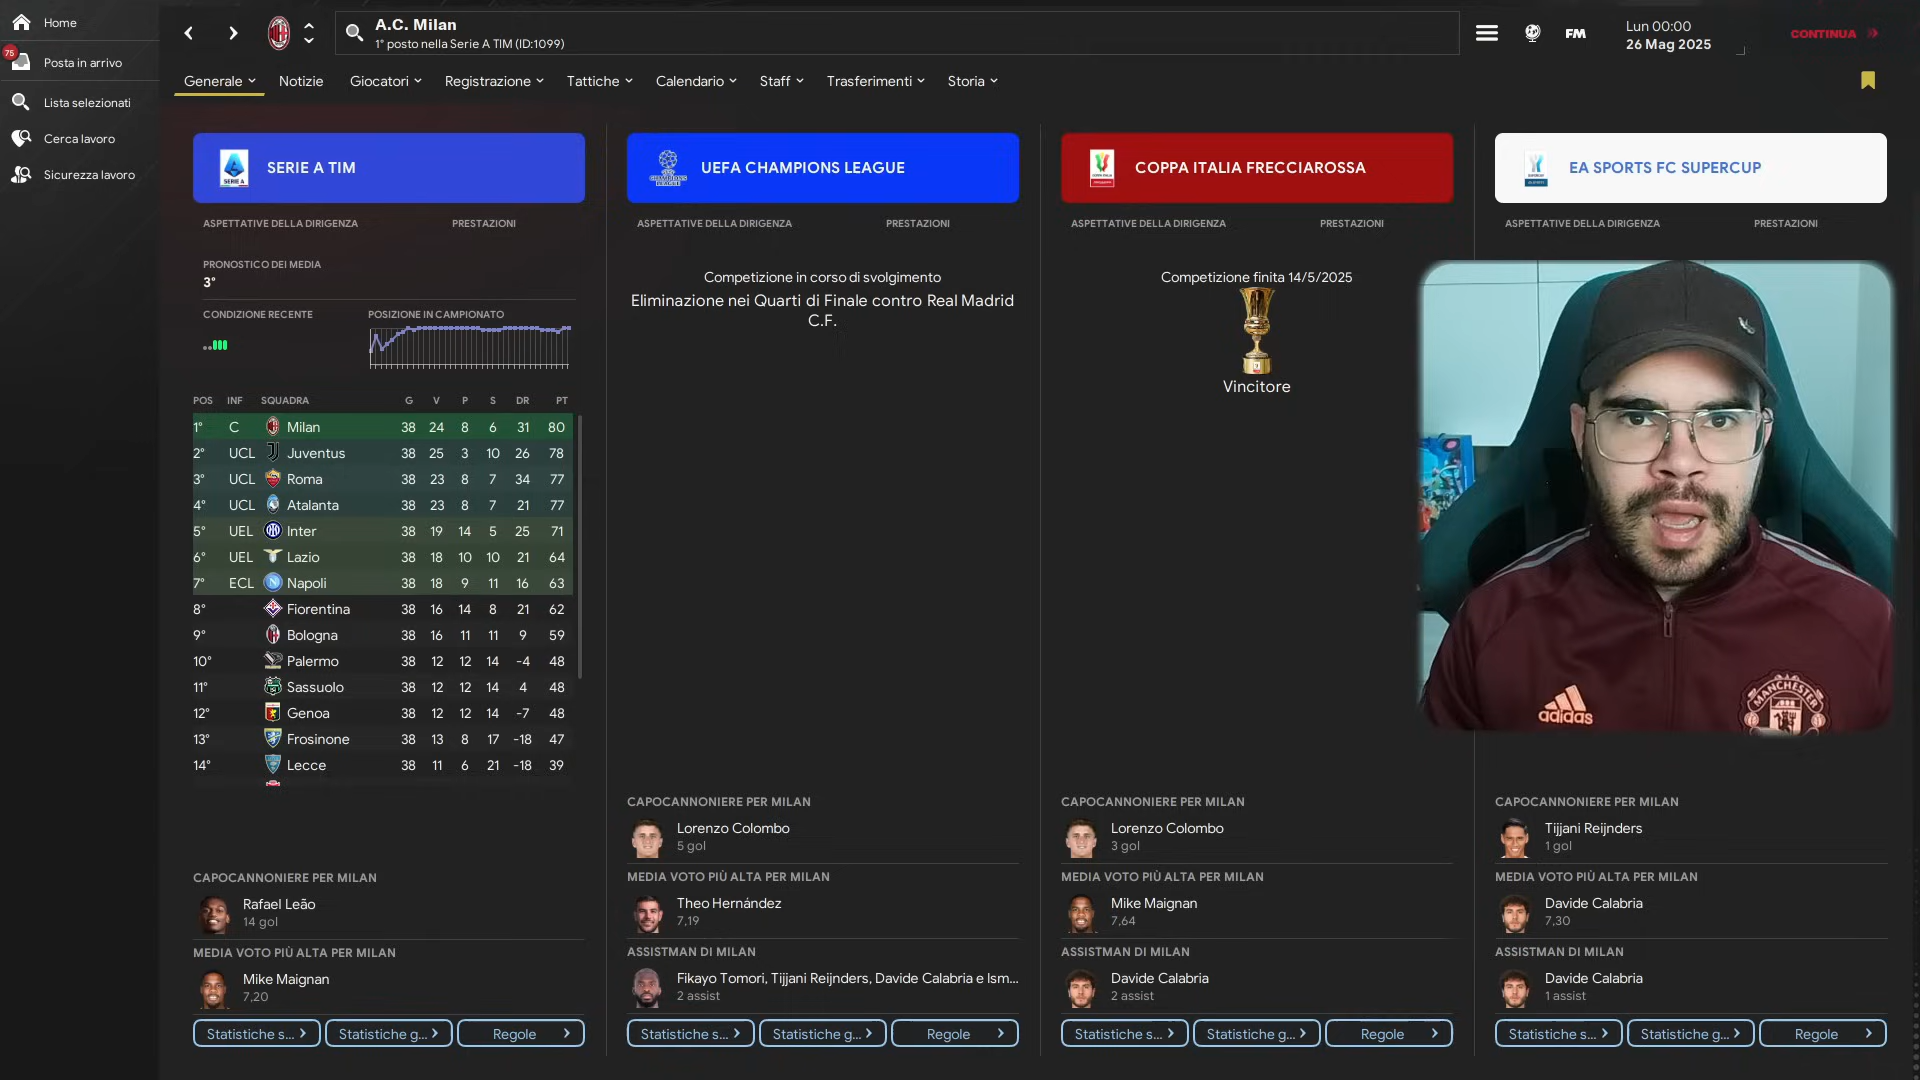 Home
75
Posta in arrivo
Lista selezionati
Cerca lavoro
Sicurezza lavoro
A.C. Milan
1° posto nella Serie A TIM (ID:1099)
FM
Lun 00:00
26 Mag 2025
CONTINUA
Generale Notizie Giocatori Registrazione Tattiche Calendario Staff Trasferimenti Storia
SERIE A TIM
ASPETTATIVE DELLA DIRIGENZA PRESTAZIONI
PRONOSTICO DEI MEDIA
3°
CONDIZIONE RECENTE POSIZIONE IN CAMPIONATO
POS INF SQUADRA G V P S DR PT
1° C Milan 38 24 8 6 31 80
2° UCL Juventus 38 25 3 10 26 78
3° UCL Roma 38 23 8 7 34 77
4° UCL Atalanta 38 23 8 7 21 77
5° UEL Inter 38 19 14 5 25 71
6° UEL Lazio 38 18 10 10 21 64
7° ECL Napoli 38 18 9 11 16 63
8° Fiorentina 38 16 14 8 21 62
9° Bologna 38 16 11 11 9 59
10° Palermo 38 12 12 14 -4 48
11° Sassuolo 38 12 12 14 4 48
12° Genoa 38 12 12 14 -7 48
13° Frosinone 38 13 8 17 -18 47
14° Lecce 38 11 6 21 -18 39
CAPOCANNONIERE PER MILAN
Rafael Leão
14 gol
MEDIA VOTO PIÙ ALTA PER MILAN
Mike Maignan
7,20
Statistiche s... Statistiche g... Regole
UEFA CHAMPIONS LEAGUE
ASPETTATIVE DELLA DIRIGENZA PRESTAZIONI
Competizione in corso di svolgimento
Eliminazione nei Quarti di Finale contro Real Madrid
C.F.
CAPOCANNONIERE PER MILAN
Lorenzo Colombo
5 gol
MEDIA VOTO PIÙ ALTA PER MILAN
Theo Hernández
7,19
ASSISTMAN DI MILAN
Fikayo Tomori, Tijjani Reijnders, Davide Calabria e Ism...
2 assist
Statistiche s... Statistiche g... Regole
COPPA ITALIA FRECCIAROSSA
ASPETTATIVE DELLA DIRIGENZA PRESTAZIONI
Competizione finita 14/5/2025
Vincitore
CAPOCANNONIERE PER MILAN
Lorenzo Colombo
3 gol
MEDIA VOTO PIÙ ALTA PER MILAN
Mike Maignan
7,64
ASSISTMAN DI MILAN
Davide Calabria
2 assist
Statistiche s... Statistiche g... Regole
EA SPORTS FC SUPERCUP
ASPETTATIVE DELLA DIRIGENZA PRESTAZIONI
adidas
MANCHESTER
CAPOCANNONIERE PER MILAN
Tijjani Reijnders
1 gol
MEDIA VOTO PIÙ ALTA PER MILAN
Davide Calabria
7,30
ASSISTMAN DI MILAN
Davide Calabria
1 assist
Statistiche s... Statistiche g... Regole